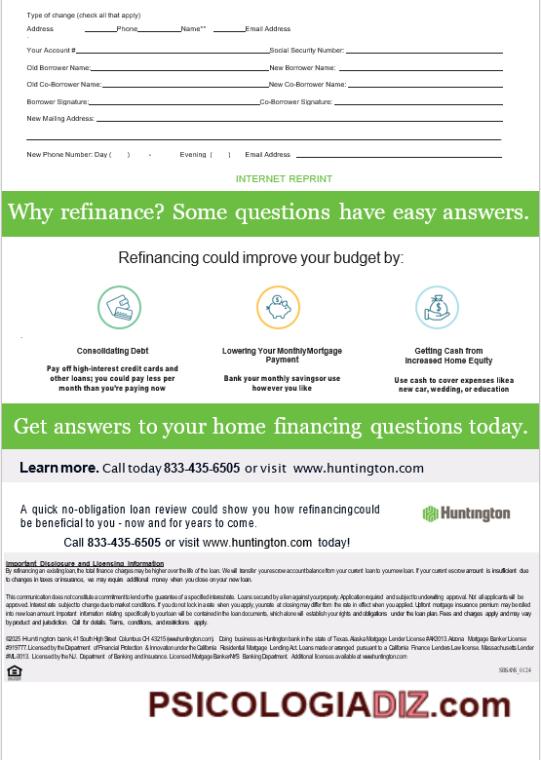 Type of change (check all that apply)
Address Phone Name** Email Address
Your Account # Social Security Number:
Old Borrower Name: New Borrower Name:
Old Co-Borrower Name: New Co-Borrower Name:
Borrower Signature: Co-Borrower Signature:
New Mailing Address:
New Phone Number: Day ( ) - Evening ( ) Email Address
INTERNET REPRINT
Why refinance? Some questions have easy answers.
Refinancing could improve your budget by:
Consolidating Debt
Pay off high-interest credit cards and
other loans; you could pay less per
month than you're paying now
Lowering Your Monthly Mortgage
Payment
Bank your monthly savings or use
however you like
Getting Cash from
Increased Home Equity
Use cash to cover expenses like a
new car, wedding, or education
Get answers to your home financing questions today.
Learn more. Call today 833-435-6505 or visit www.huntington.com
A quick no-obligation loan review could show you how refinancing could
be beneficial to you - now and for years to come.
Huntington
Call 833-435-6505 or visit www.huntington.com today!
Important Disclosure and Licensing Information
By refinancing an existing loan, the total finance charges may be higher over the life of the loan. We will transfer your escrow account balance from your current loan to you new loan. If your current escrow amount is insufficient due
to changes in taxes or insurance, we may require additional money when you close on your new loan.
This communication does not constitute a commitment to lend or the guarantee of a specified interest rate. Loans secured by a lien against your property. Application required and subject to underwriting approval. Not all applicants will be
approved. Interest rate subject to change due to market conditions. If you do not lock in a rate when you apply, your rate at closing may differ from the rate in effect when you applied. Upfront mortgage insurance premium may be rolled
into new loan amount. Important information relating specifically to your loan will be contained in the loan documents, which alone will establish your rights and obligations under the loan plan. Fees and charges apply and may vary
by product and jurisdiction. Call for details. Terms, conditions, and restrictions apply.
©2025 Huntington bank, 41 South High Street Columbus OH 43215 (www.huntington.com). Doing business as Huntington bank in the state of Texas. Alaska Mortgage Lender License Arizona Mortgage Banker License
Licensed by the Department of Financial Protection & Innovation under the California Residential Mortgage Lending Act. Loans made or arranged pursuant to a California Finance Lenders Law license. Massachusetts Lender
Licensed by the N.J. Department of Banking and Insurance. Licensed Mortgage Banker-NYS Banking Department. Additional licenses available at www.huntington.com
PSICOLOGIADIZ.com